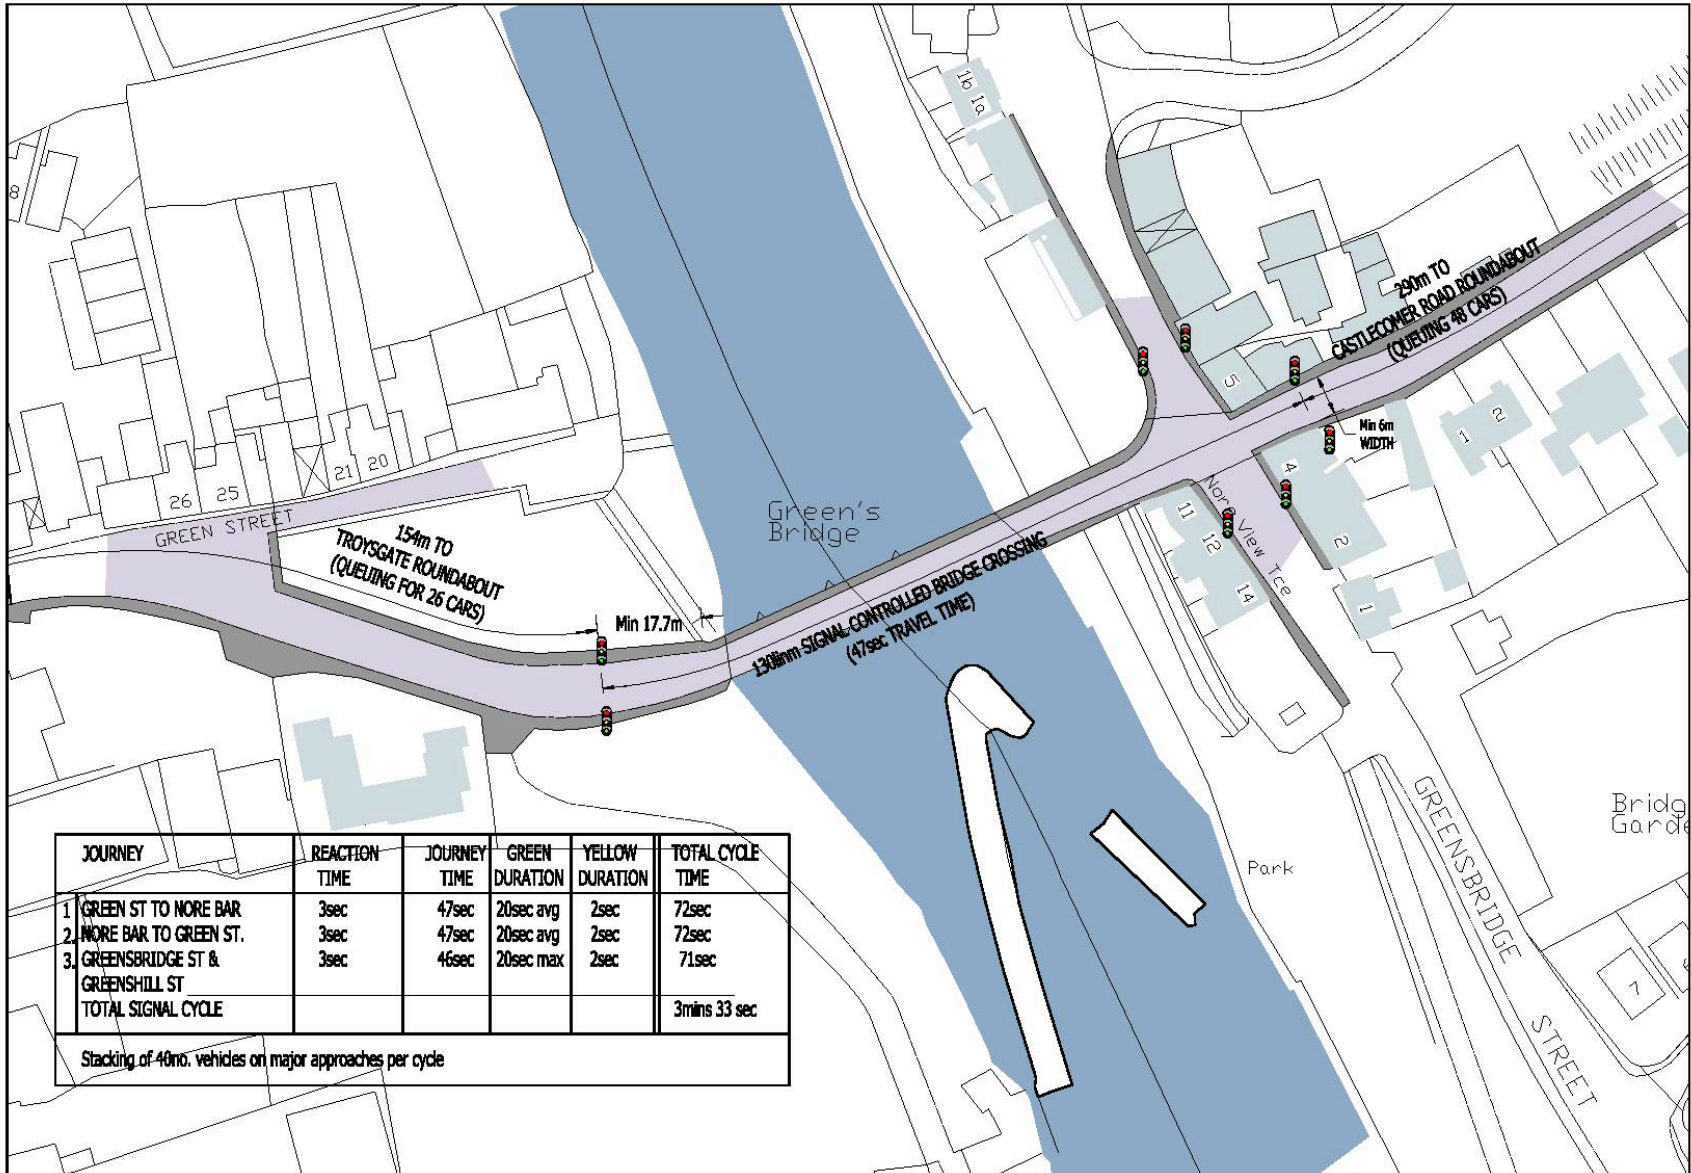 8
1b 1a
26
25
21
20
GREEN STREET
154m TO
TROYSGATE ROUNDABOUT
(QUEUING FOR 26 CARS)
Min 17.7m
Green's
Bridge
130linm SIGNAL CONTROLLED BRIDGE CROSSING
(47sec TRAVEL TIME)
290m TO
CASTLECOMER ROAD ROUNDABOUT
(QUEUING 48 CARS)
Min 6m
WIDTH
5
4
2
1
1
2
11
12
14
Nore View Tce
GREENSBRIDGE STREET
Park
7
JOURNEY REACTION TIME JOURNEY TIME GREEN DURATION YELLOW DURATION TOTAL CYCLE TIME
1 GREEN ST TO NORE BAR 3sec 47sec 20sec avg 2sec 72sec
2. NORE BAR TO GREEN ST. 3sec 47sec 20sec avg 2sec 72sec
3. GREENSBRIDGE ST & 3sec 46sec 20sec max 2sec 71sec
GREENSHILL ST
TOTAL SIGNAL CYCLE 3mins 33 sec
Stacking of 40no. vehicles on major approaches per cycle